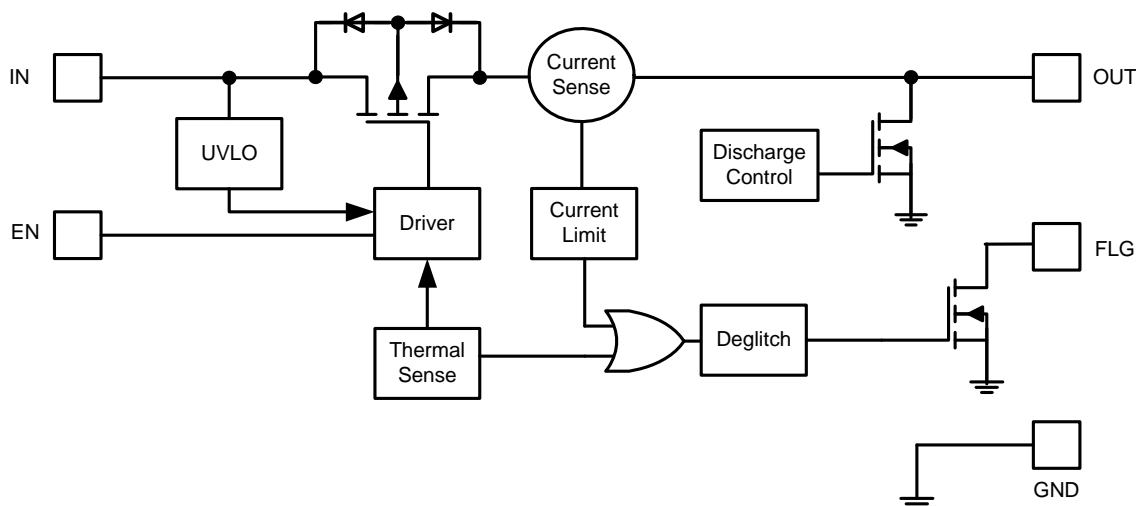 IN
Current
Sense
OUT
UVLO
Discharge
Control
EN
Driver
Current
Limit
FLG
Thermal
Sense
Deglitch
GND